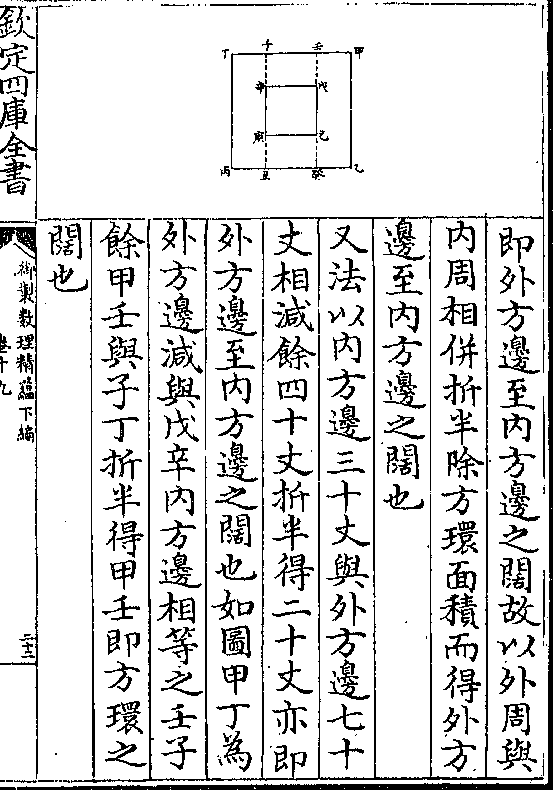 丁 子 壬 甲
辛 戊
庚 己
丙 丑 癸 乙
即外方邊至内方邊之闊故以外周與
内周相併折半除方環面積而得外方
邊至内方邊之闊也
又法以内方邊三十丈與外方邊七十
丈相減餘四十丈折半得二十丈亦即
外方邊至内方邊之闊也如圖甲丁為
外方邊減與戊辛内方邊相等之壬子
餘甲壬與子丁折半得甲壬即方環之
闊也
欽定四庫全書
御製數理精藴下編
卷十九
二十二